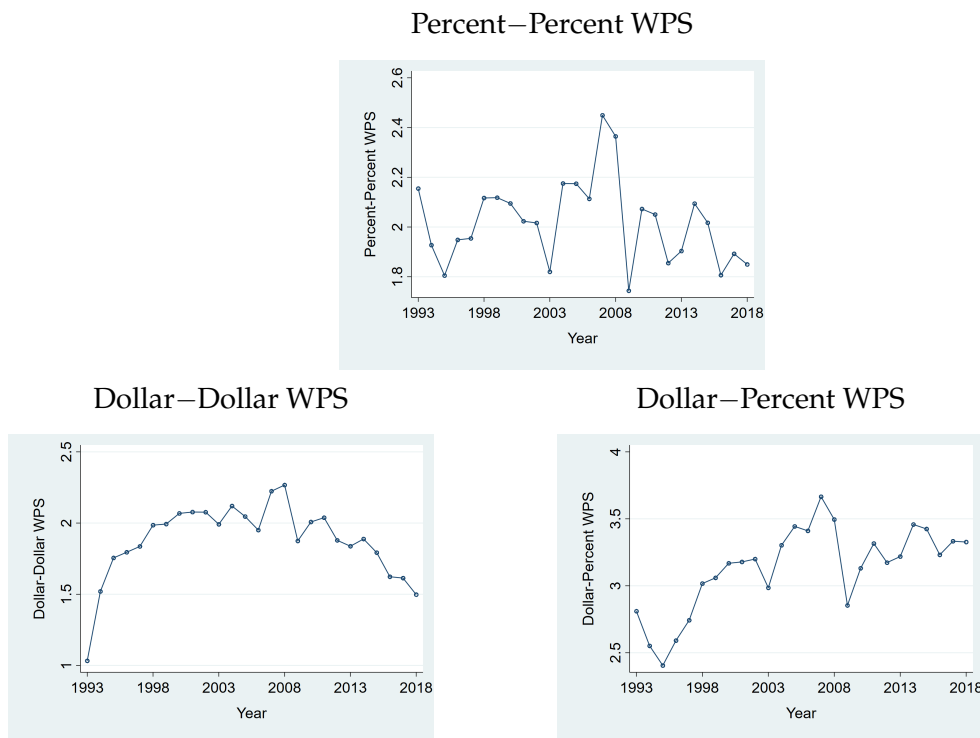 Percent−Percent WPS
Percent-Percent WPS
2.6
2.4
2.2
2
1.8
1993 1998 2003 2008 2013 2018
Year
Dollar−Dollar WPS
Dollar-Dollar WPS
2.5
2
1.5
1
1993 1998 2003 2008 2013 2018
Year
Dollar−Percent WPS
Dollar-Percent WPS
4
3.5
3
2.5
1993 1998 2003 2008 2013 2018
Year